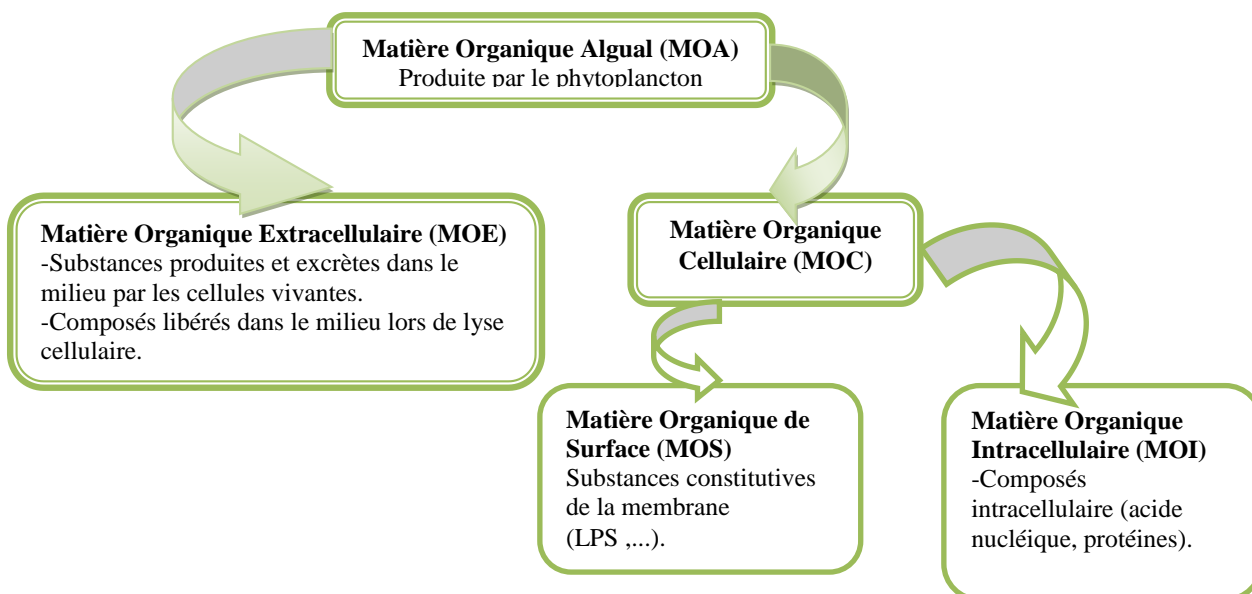 Matière Organique Algual (MOA)
Produite par le phytoplancton
Matière Organique Extracellulaire (MOE)
-Substances produites et excrètes dans le
milieu par les cellules vivantes.
-Composés libérés dans le milieu lors de lyse
cellulaire.
Matière Organique
Cellulaire (MOC)
Matière Organique de
Surface (MOS)
Substances constitutives
de la membrane
(LPS ,...).
Matière Organique
Intracellulaire (MOI)
-Composés
intracellulaire (acide
nucléique, protéines).